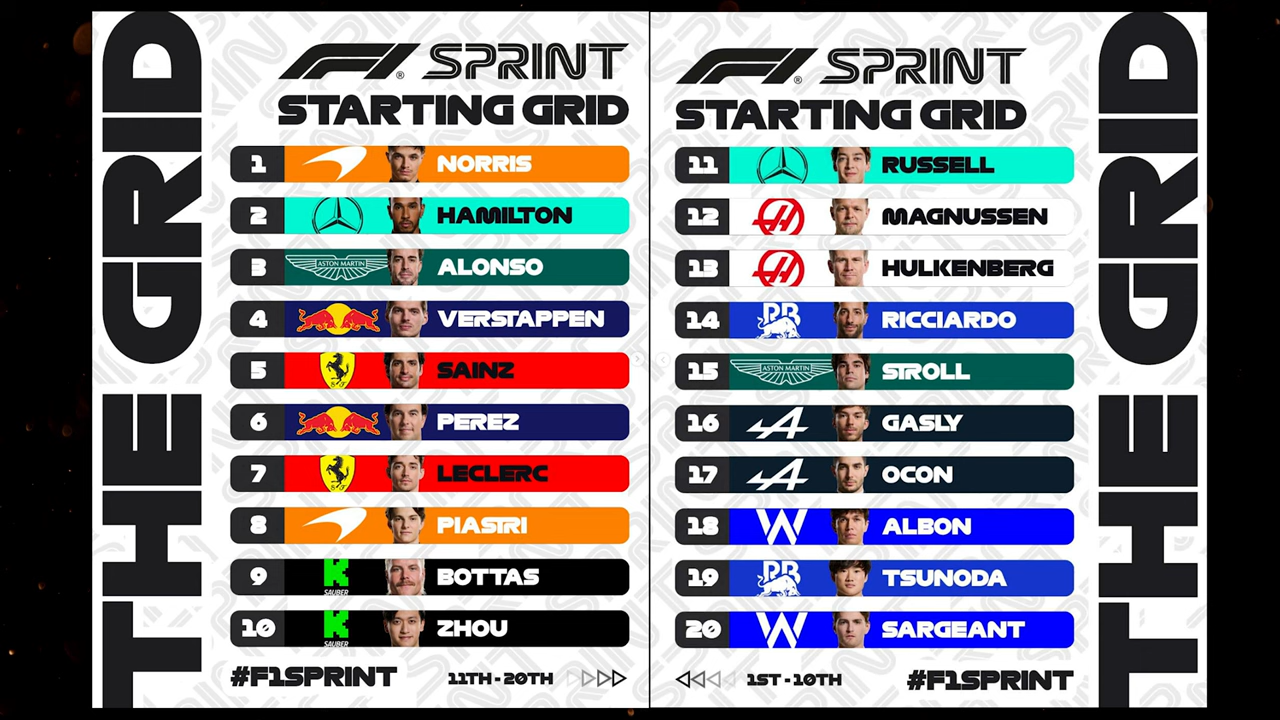 THE GRID
F1® SPRINT
STARTING GRID
1 NORRIS
2 HAMILTON
3 ASTON MARTIN ALONSO
4 VERSTAPPEN
5 SAINZ
6 PEREZ
7 LECLERC
8 PIASTRI
9 K SAUBER BOTTAS
10 K SAUBER ZHOU
#F1SPRINT 11TH - 20TH
F1® SPRINT
STARTING GRID
11 RUSSELL
12 MAGNUSSEN
13 HULKENBERG
14 RB RICCIARDO
15 ASTON MARTIN STROLL
16 A GASLY
17 A OCON
18 W ALBON
19 RB TSUNODA
20 W SARGEANT
1ST - 10TH #F1SPRINT
THE GRID